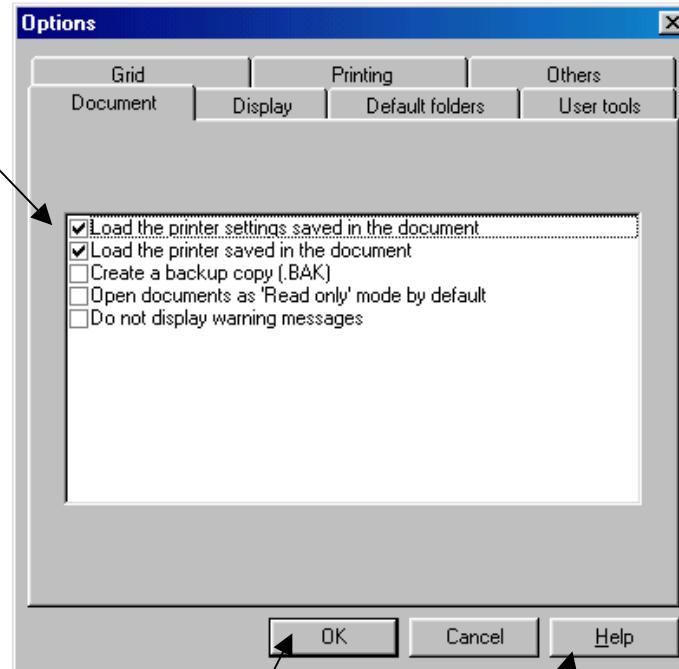 Options
Grid Printing Others
Document Display Default folders User tools
Load the printer settings saved in the document
Load the printer saved in the document
Create a backup copy (.BAK)
Open documents as 'Read only' mode by default
Do not display warning messages
OK Cancel Help